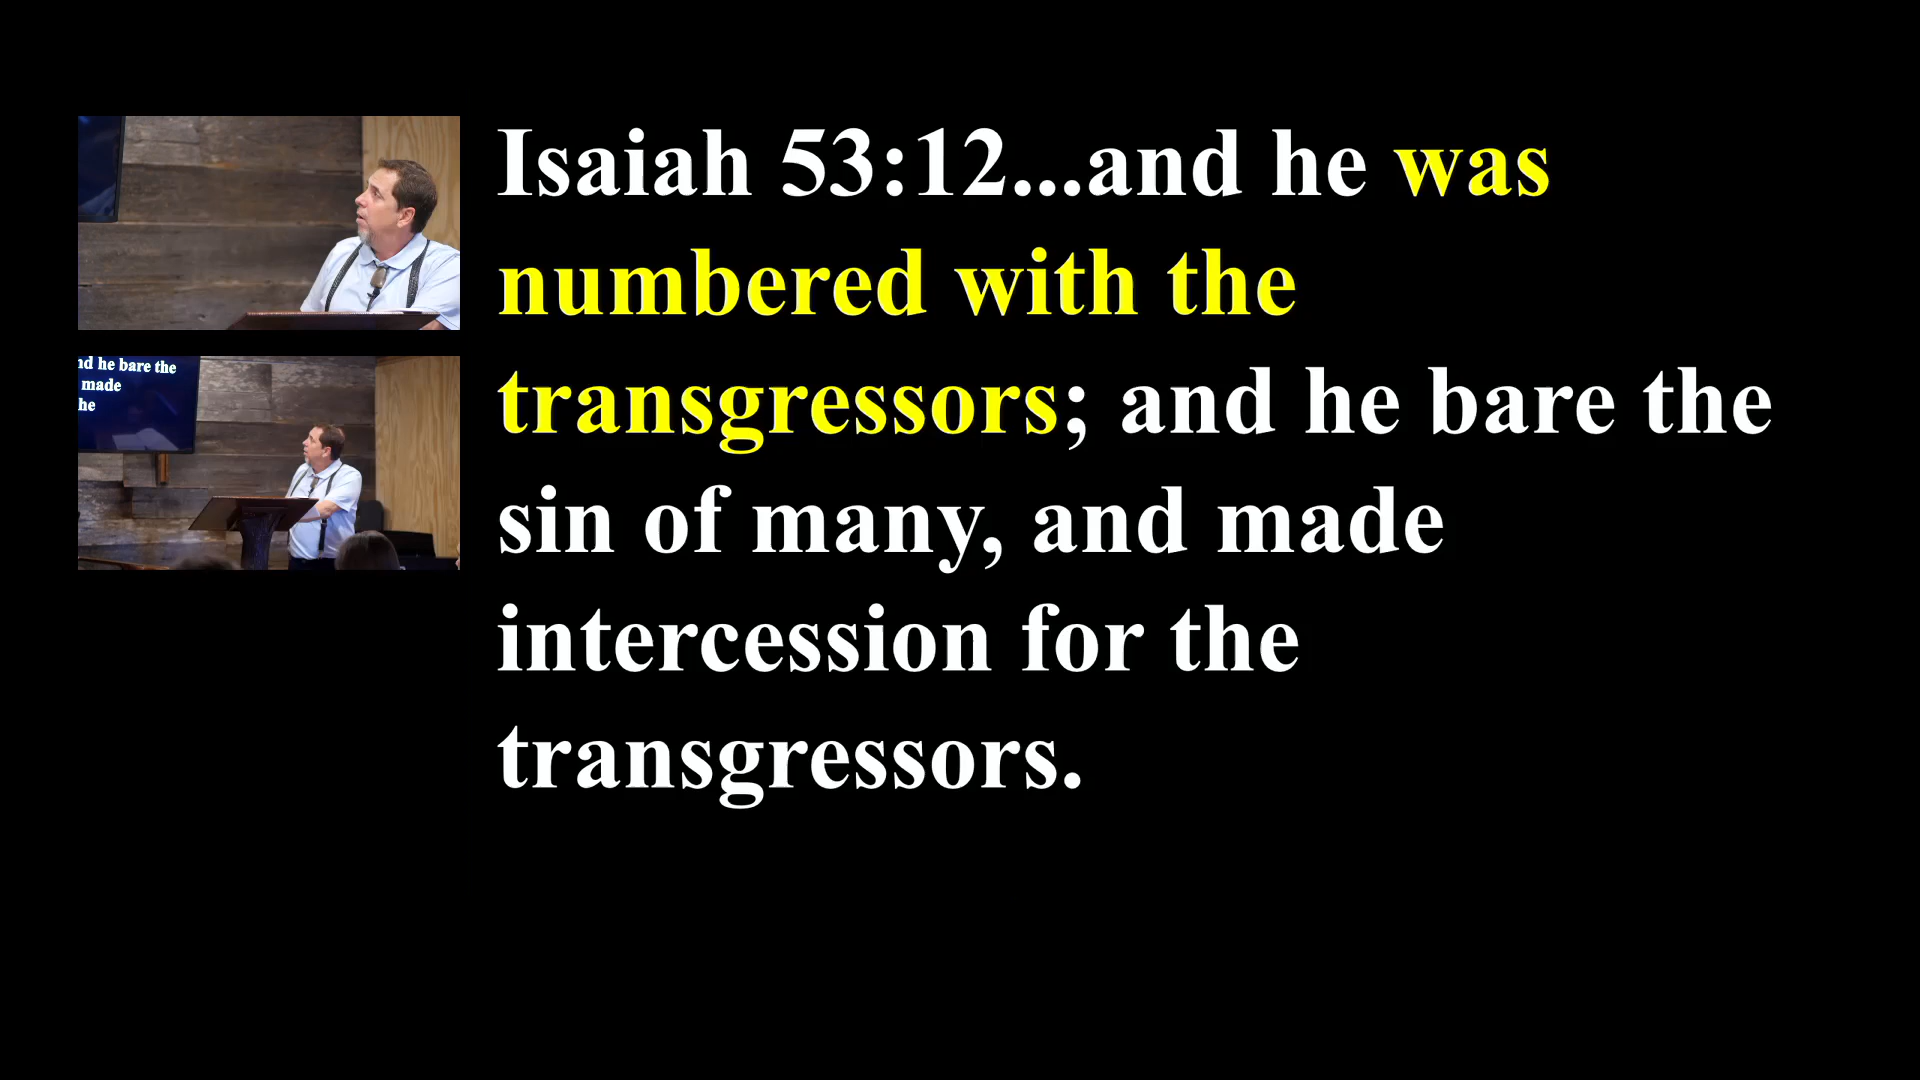 Isaiah 53:12...and he was
numbered with the
transgressors; and he bare the
sin of many, and made
intercession for the
transgressors.
nd he bare the
made
he